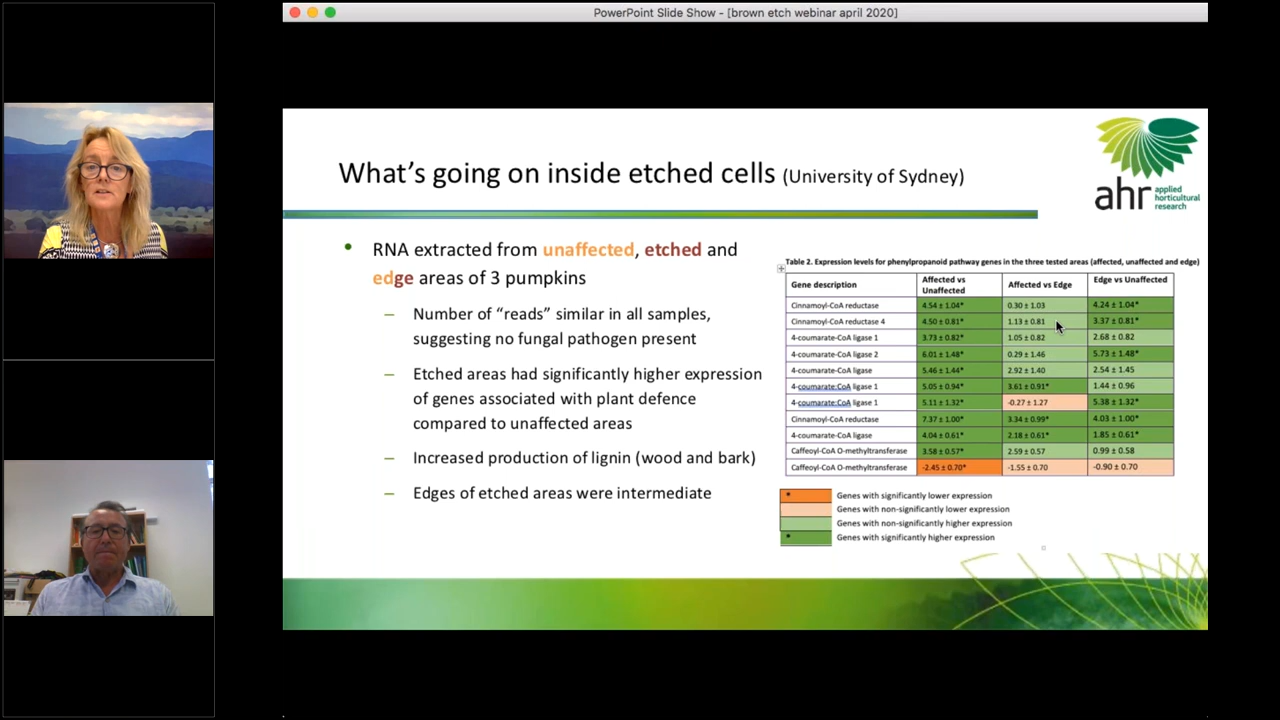 PowerPoint Slide Show - [brown etch webinar april 2020]
What's going on inside etched cells (University of Sydney)
ahr applied horticultural research
• RNA extracted from unaffected, etched and
edge areas of 3 pumpkins
– Number of “reads” similar in all samples,
suggesting no fungal pathogen present
– Etched areas had significantly higher expression
of genes associated with plant defence
compared to unaffected areas
– Increased production of lignin (wood and bark)
– Edges of etched areas were intermediate
Table 2. Expression levels for phenylpropanoid pathway genes in the three tested areas (affected, unaffected and edge)
Gene description Affected vs Unaffected Affected vs Edge Edge vs Unaffected
Cinnamoyl-CoA reductase 4.54 ± 1.04* 0.30 ± 1.03 4.24 ± 1.04*
Cinnamoyl-CoA reductase 4 4.50 ± 0.81* 1.13 ± 0.81 3.37 ± 0.81*
4-coumarate-CoA ligase 1 3.73 ± 0.82* 1.05 ± 0.82 2.68 ± 0.82
4-coumarate-CoA ligase 2 6.01 ± 1.48* 0.29 ± 1.46 5.73 ± 1.48*
4-coumarate-CoA ligase 5.46 ± 1.44* 2.92 ± 1.40 2.54 ± 1.45
4-coumarate:CoA ligase 1 5.05 ± 0.94* 3.61 ± 0.91* 1.44 ± 0.96
4-coumarate:CoA ligase 1 5.11 ± 1.32* -0.27 ± 1.27 5.38 ± 1.32*
Cinnamoyl-CoA reductase 7.37 ± 1.00* 3.34 ± 0.99* 4.03 ± 1.00*
4-coumarate-CoA ligase 4.04 ± 0.61* 2.18 ± 0.61* 1.85 ± 0.61*
Caffeoyl-CoA O-methyltransferase 3.58 ± 0.57* 2.59 ± 0.57 0.99 ± 0.58
Caffeoyl-CoA O-methyltransferase -2.45 ± 0.70* -1.55 ± 0.70 -0.90 ± 0.70
* Genes with significantly lower expression
Genes with non-significantly lower expression
Genes with non-significantly higher expression
* Genes with significantly higher expression